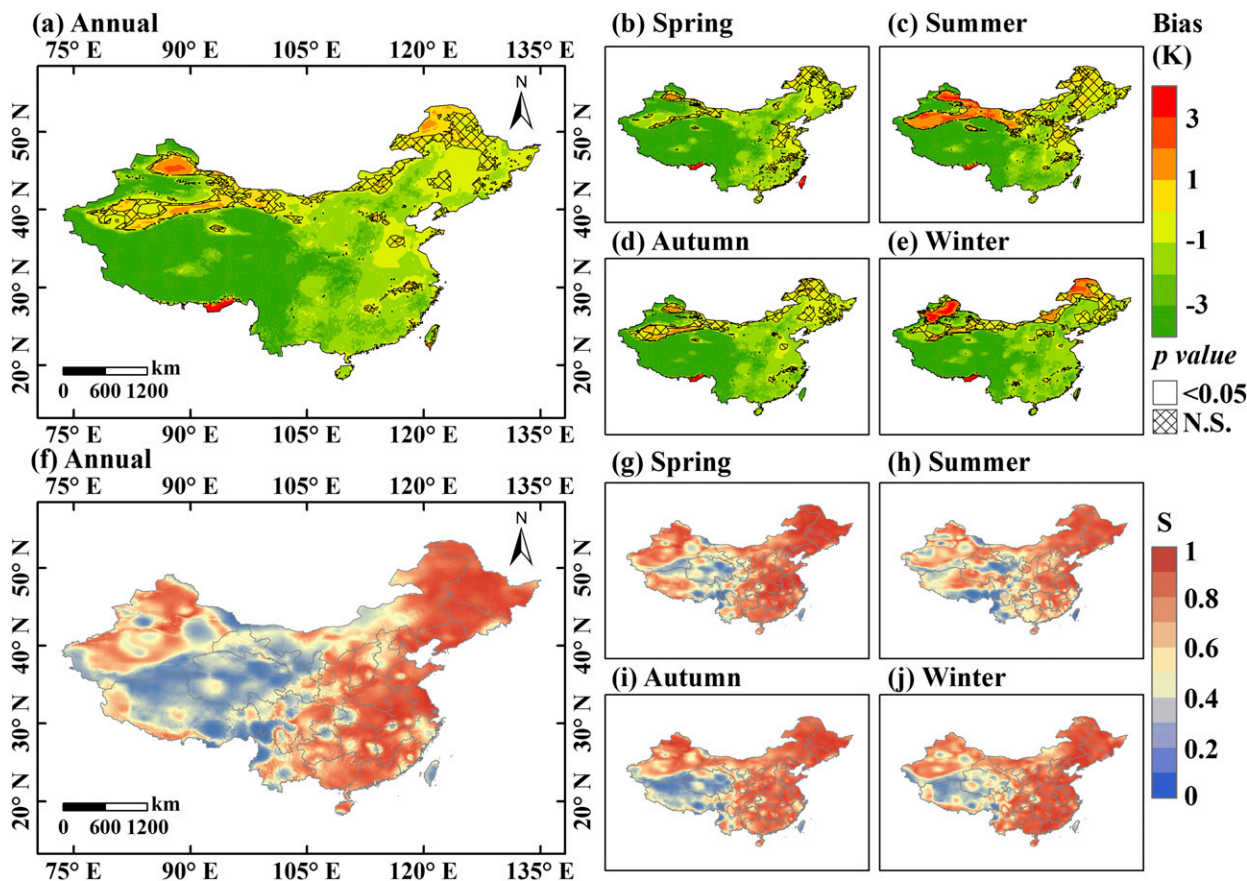 (a) Annual
75° E 90° E 105° E 120° E 135° E
50° N
40° N
30° N
20° N
N
km
0 600 1200
50° N
40° N
30° N
20° N
(b) Spring
(c) Summer
(d) Autumn
(e) Winter
Bias
(K)
3
1
-1
-3
p value
<0.05
N.S.
(f) Annual
75° E 90° E 105° E 120° E 135° E
50° N
40° N
30° N
20° N
N
km
0 600 1200
50° N
40° N
30° N
20° N
75° E 90° E 105° E 120° E 135° E
(g) Spring
(h) Summer
(i) Autumn
(j) Winter
S
1
0.8
0.6
0.4
0.2
0